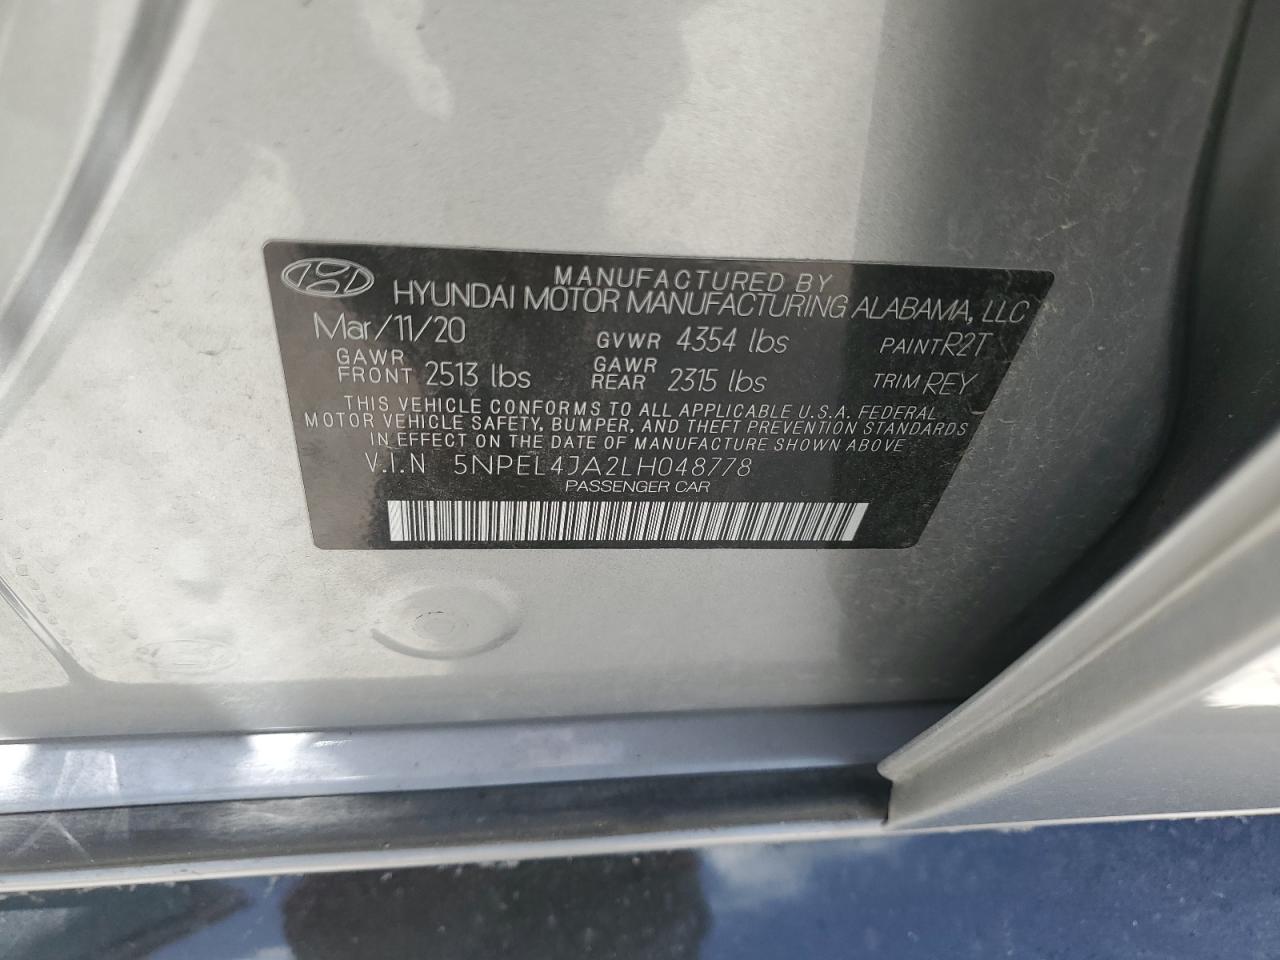 MANUFACTURED BY
HYUNDAI MOTOR MANUFACTURING ALABAMA, LLC
Mar/11/20 GVWR 4354 lbs PAINT R2T
GAWR FRONT 2513 lbs GAWR REAR 2315 lbs TRIM REY
THIS VEHICLE CONFORMS TO ALL APPLICABLE U.S.A. FEDERAL
MOTOR VEHICLE SAFETY, BUMPER, AND THEFT PREVENTION STANDARDS
IN EFFECT ON THE DATE OF MANUFACTURE SHOWN ABOVE
V.I.N 5NPEL4JA2LH048778
PASSENGER CAR